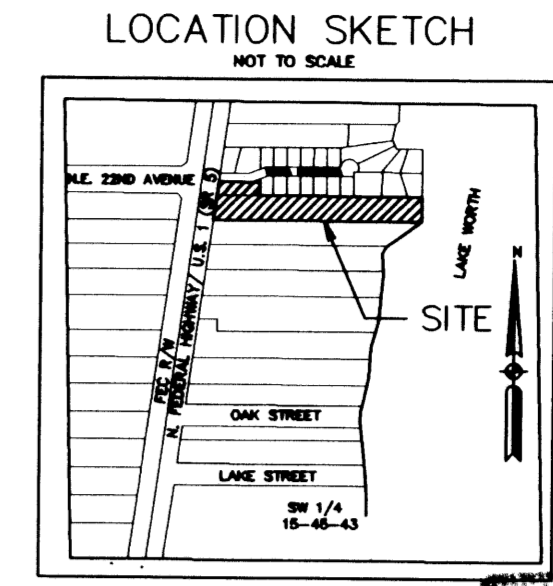 LOCATION SKETCH
NOT TO SCALE
N.E. 22ND AVENUE
FEC R/W
N. FEDERAL HIGHWAY/ U.S. 1 (SR 5)
LAKE WORTH
N
SITE
OAK STREET
LAKE STREET
SW 1/4
15-45-43